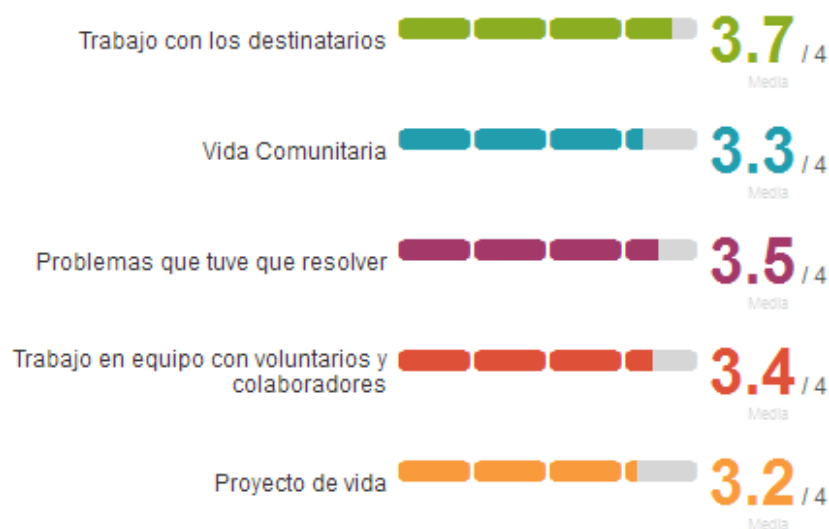 Trabajo con los destinatarios 3.7 / 4
Media
Vida Comunitaria 3.3 / 4
Media
Problemas que tuve que resolver 3.5 / 4
Media
Trabajo en equipo con voluntarios y
colaboradores 3.4 / 4
Media
Proyecto de vida 3.2 / 4
Media